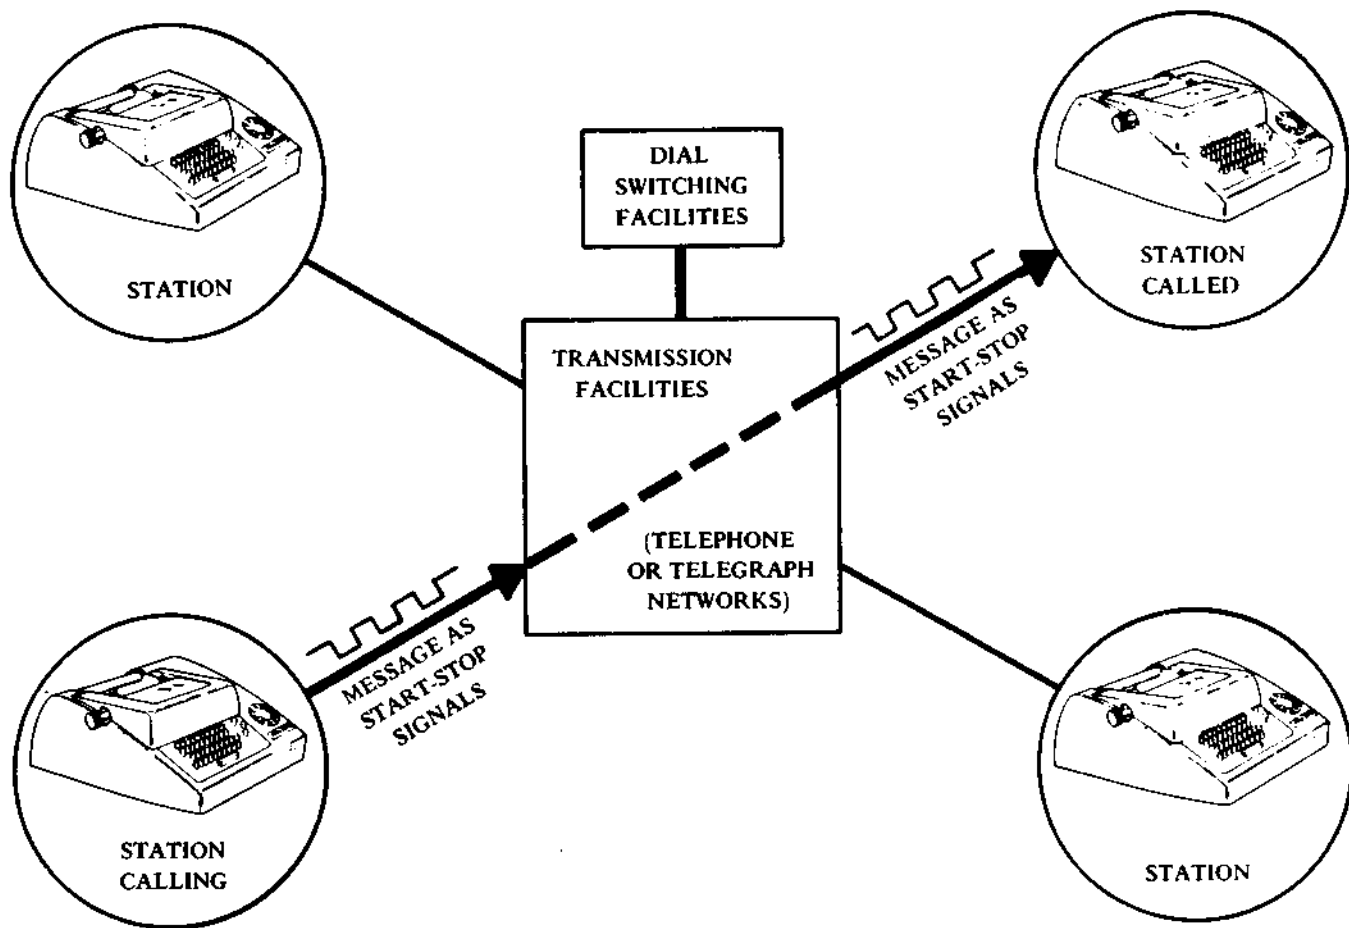 DIAL
SWITCHING
FACILITIES
STATION
STATION
CALLED
TRANSMISSION
FACILITIES
MESSAGE AS
START-STOP
SIGNALS
(TELEPHONE
OR TELEGRAPH
NETWORKS)
MESSAGE AS
START-STOP
SIGNALS
STATION
CALLING
STATION